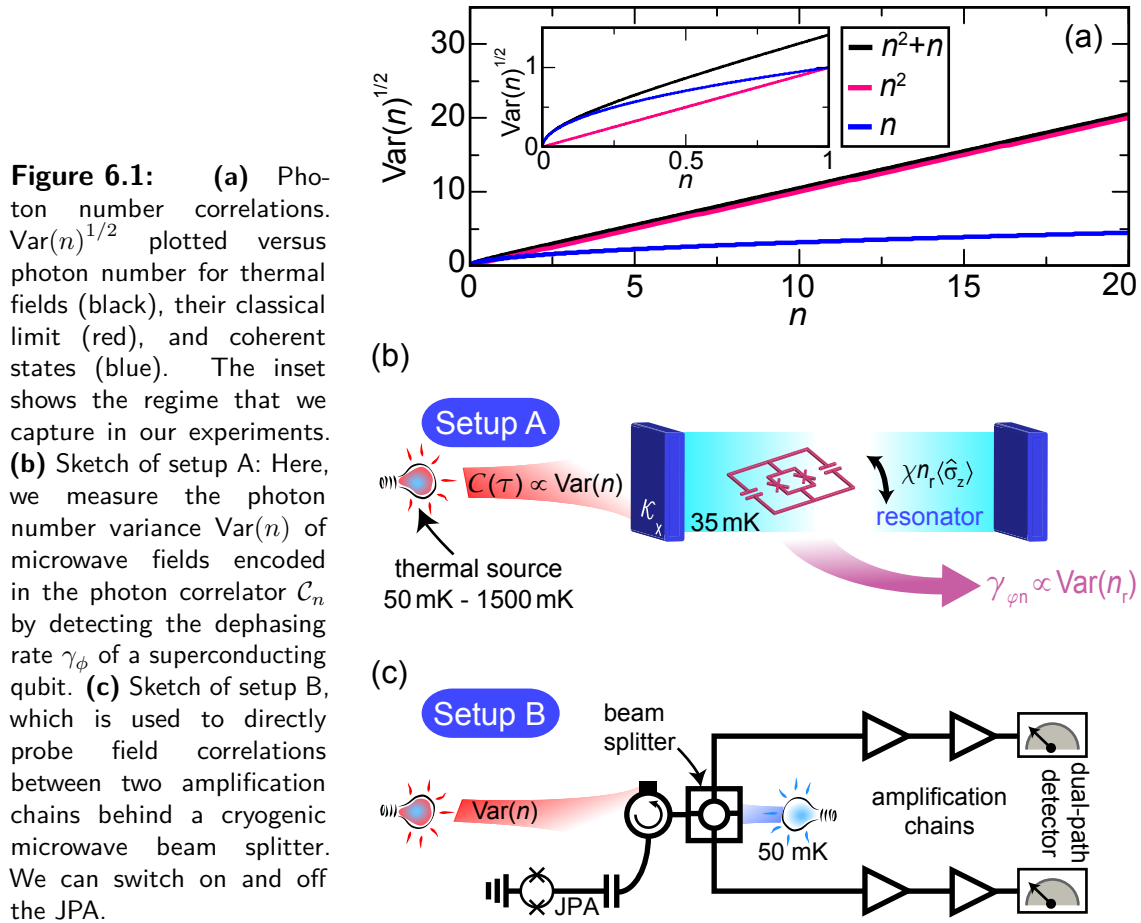 Figure 6.1: (a) Pho-
ton number correlations.
Var(n)^{1/2} plotted versus
photon number for thermal
fields (black), their classical
limit (red), and coherent
states (blue). The inset
shows the regime that we
capture in our experiments.
(b) Sketch of setup A: Here,
we measure the photon
number variance Var(n) of
microwave fields encoded
in the photon correlator 𝒞_n
by detecting the dephasing
rate γ_ϕ of a superconducting
qubit. (c) Sketch of setup B,
which is used to directly
probe field correlations
between two amplification
chains behind a cryogenic
microwave beam splitter.
We can switch on and off
the JPA.
(a)
Var(n)^{1/2}
30
20
10
0
0
5
10
15
20
n
Var(n)^{1/2}
1
0
0
0.5
1
n
n²+n
n²
n
(b)
Setup A
C(τ) ∝ Var(n)
κ_x
35 mK
χn_r⟨σ̂_z⟩
resonator
thermal source
50 mK - 1500 mK
γ_φn ∝ Var(n_r)
(c)
Setup B
beam
splitter
Var(n)
50 mK
JPA
amplification
chains
dual-path
detector